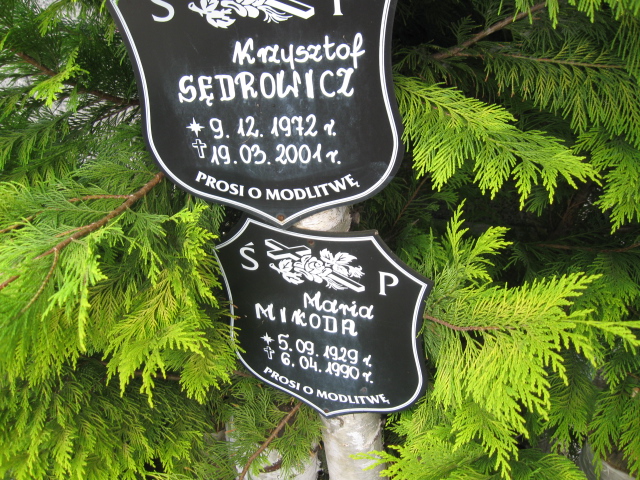 Ś P
Krzysztof
SĘDROWICZ
* 9.12.1972 r.
✝ 19.03.2001 r.
PROSI O MODLITWĘ
Ś P
Maria
MIKODA
* 5.09.1929 r.
✝ 6.04.1990 r.
PROSI O MODLITWĘ